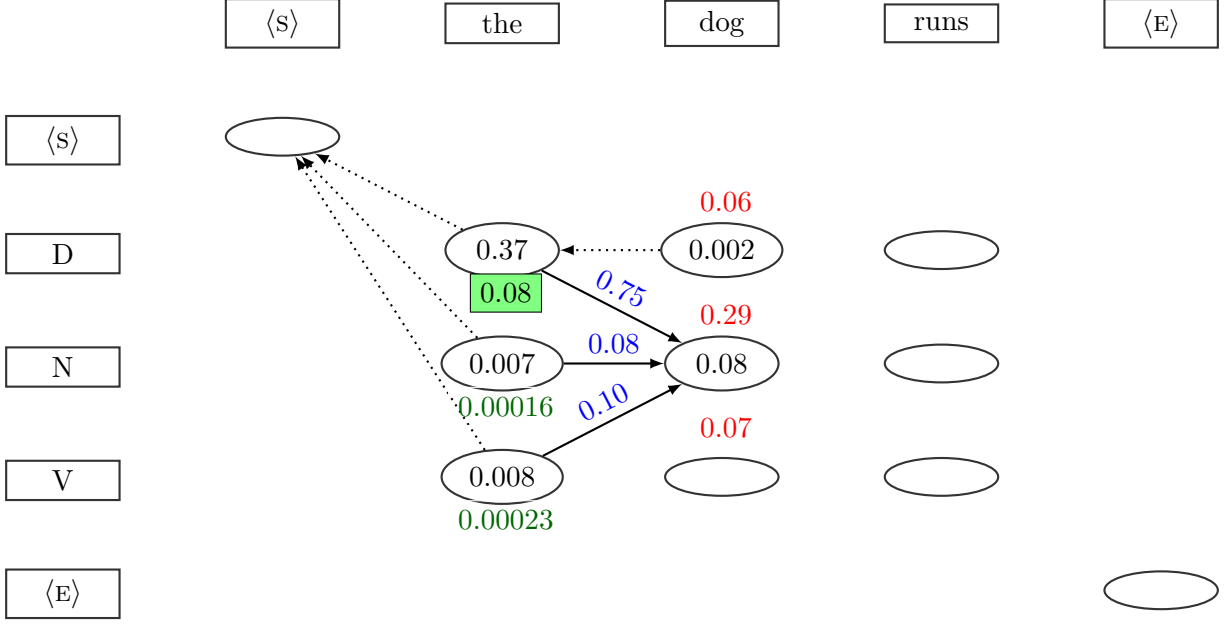 ⟨S⟩ the dog runs ⟨E⟩
⟨S⟩
0.06
D 0.37 0.002
0.08 0.75
0.29
0.08
N 0.007 0.08
0.00016 0.10
0.07
V 0.008
0.00023
⟨E⟩